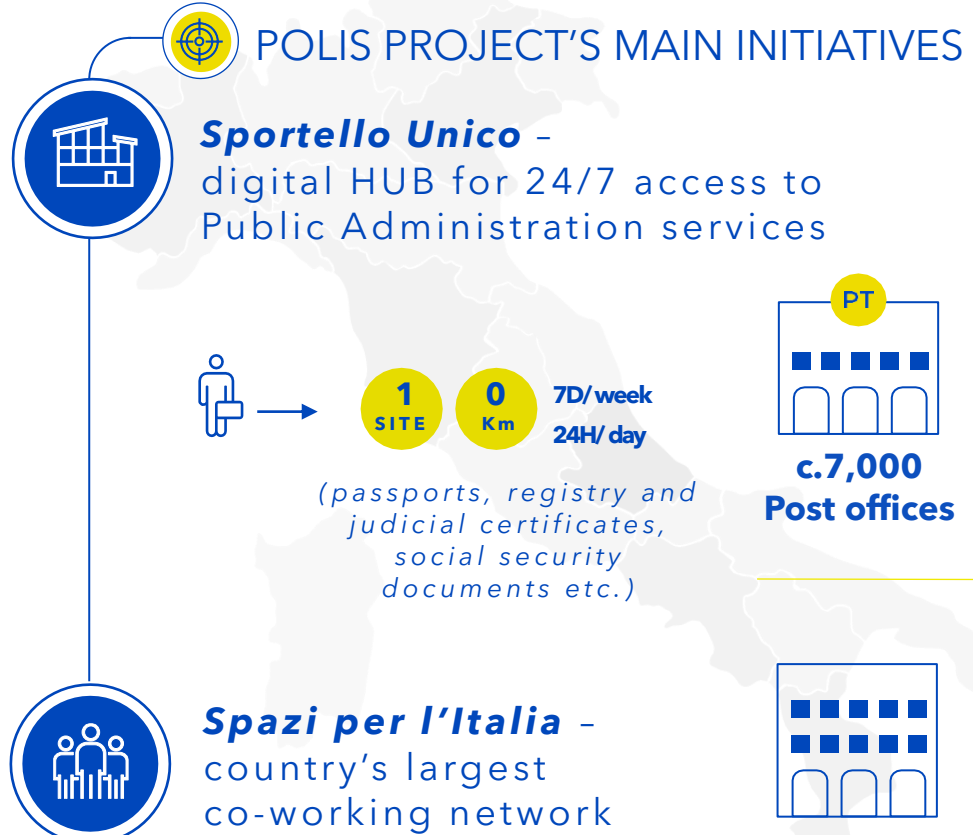 POLIS PROJECT'S MAIN INITIATIVES
Sportello Unico –
digital HUB for 24/7 access to
Public Administration services
PT
1
SITE
0
Km
7D/week
24H/day
(passports, registry and
judicial certificates,
social security
documents etc.)
c.7,000
Post offices
Spazi per l'Italia –
country's largest
co-working network